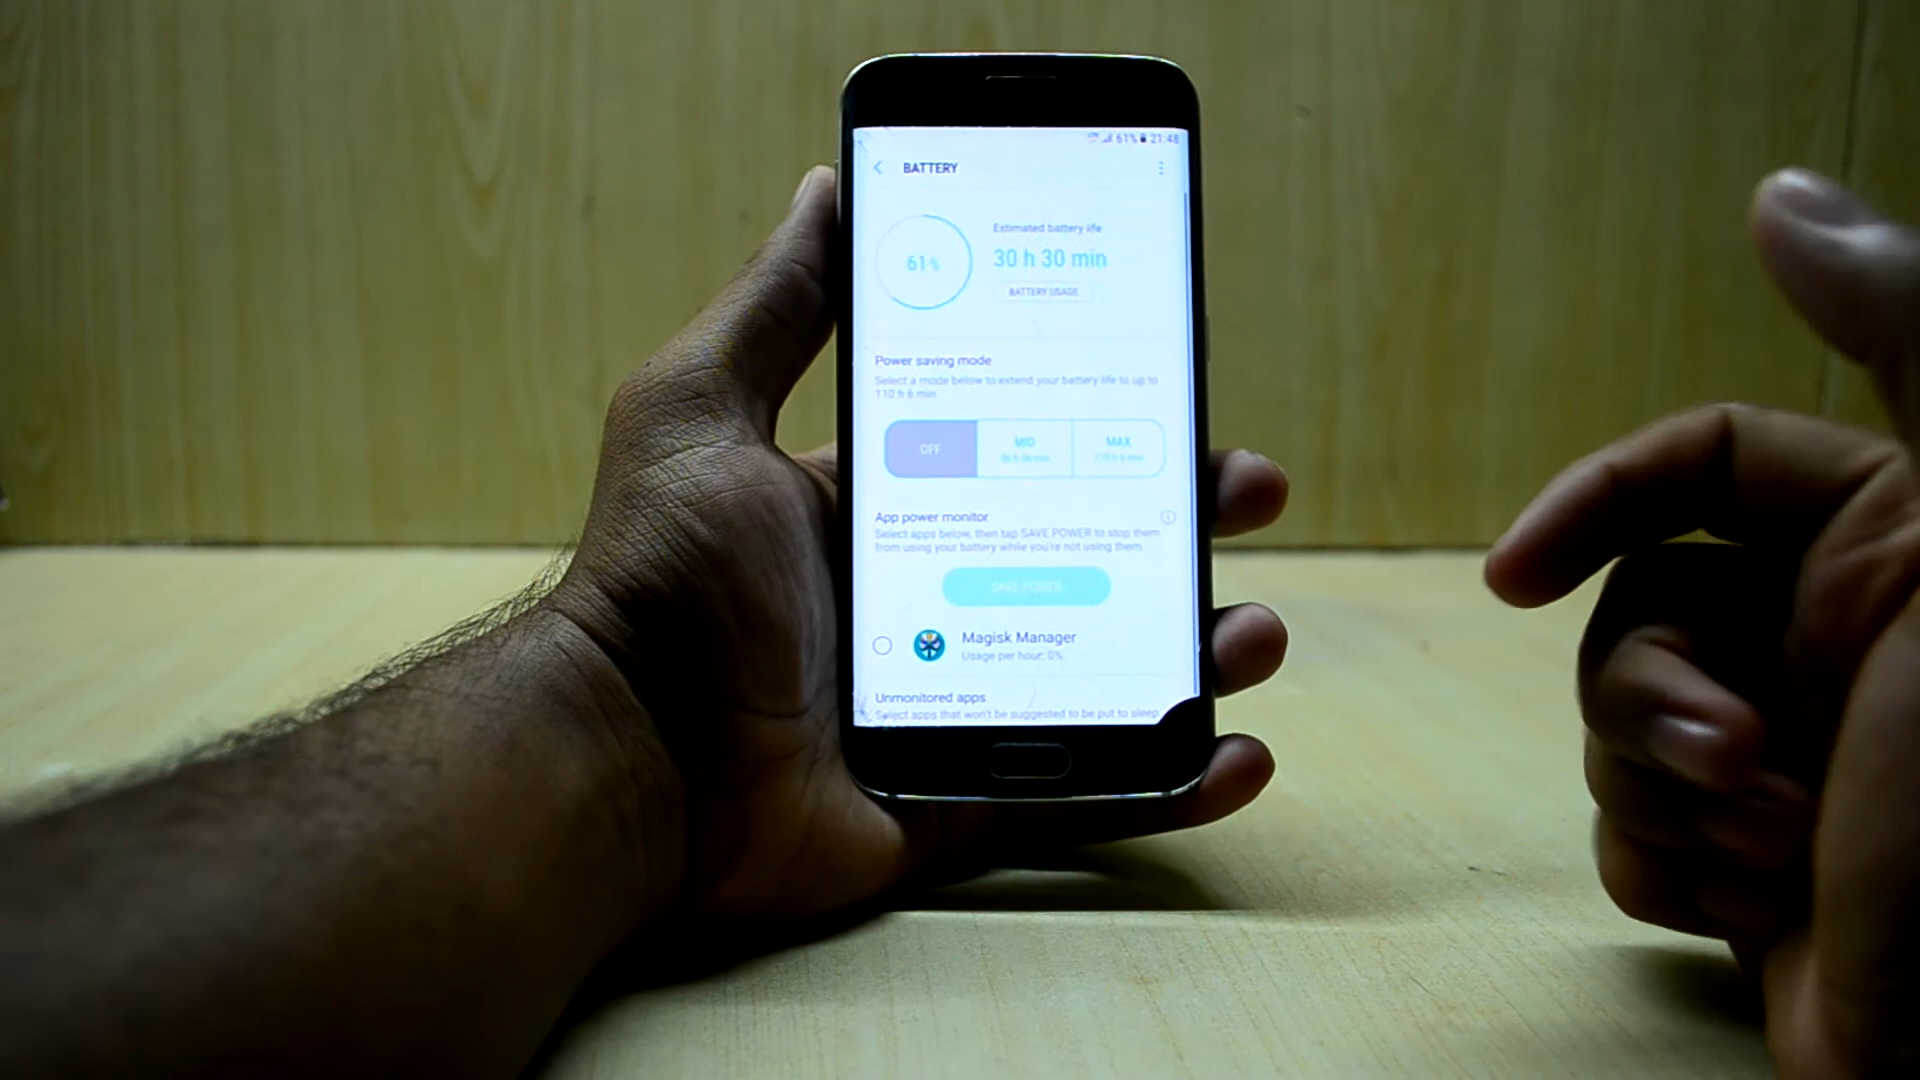 61% 21:48
BATTERY
61%
Estimated battery life
30 h 30 min
BATTERY USAGE
Power saving mode
Select a mode below to extend your battery life to up to
110 h 6 min.
OFF
MID
MAX
110 h 6 min
App power monitor
Select apps below, then tap SAVE POWER to stop them
from using your battery while you're not using them.
SAVE POWER
Magisk Manager
Usage per hour: 0%
Unmonitored apps
Select apps that won't be suggested to be put to sleep